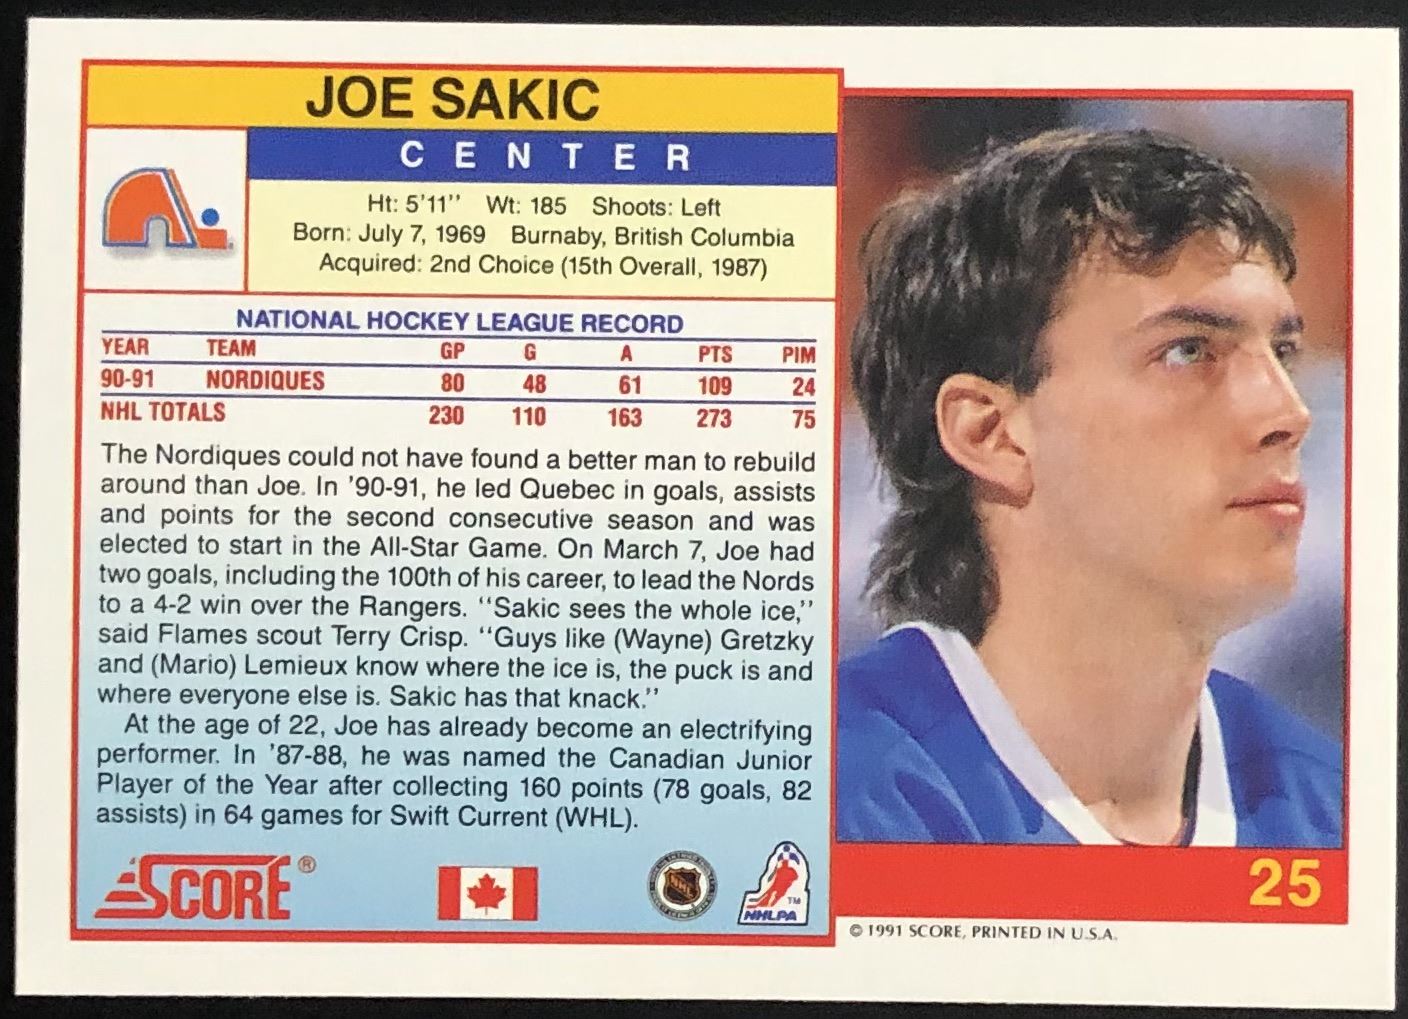 JOE SAKIC
CENTER
Ht: 5'11'' Wt: 185 Shoots: Left
Born: July 7, 1969 Burnaby, British Columbia
Acquired: 2nd Choice (15th Overall, 1987)
NATIONAL HOCKEY LEAGUE RECORD
YEAR TEAM GP G A PTS PIM
90-91 NORDIQUES 80 48 61 109 24
NHL TOTALS 230 110 163 273 75
The Nordiques could not have found a better man to rebuild
around than Joe. In '90-91, he led Quebec in goals, assists
and points for the second consecutive season and was
elected to start in the All-Star Game. On March 7, Joe had
two goals, including the 100th of his career, to lead the Nords
to a 4-2 win over the Rangers. ''Sakic sees the whole ice,''
said Flames scout Terry Crisp. ''Guys like (Wayne) Gretzky
and (Mario) Lemieux know where the ice is, the puck is and
where everyone else is. Sakic has that knack.''
At the age of 22, Joe has already become an electrifying
performer. In '87-88, he was named the Canadian Junior
Player of the Year after collecting 160 points (78 goals, 82
assists) in 64 games for Swift Current (WHL).
SCORE ®
NHL
NHLPA TM
25
© 1991 SCORE, PRINTED IN U.S.A.